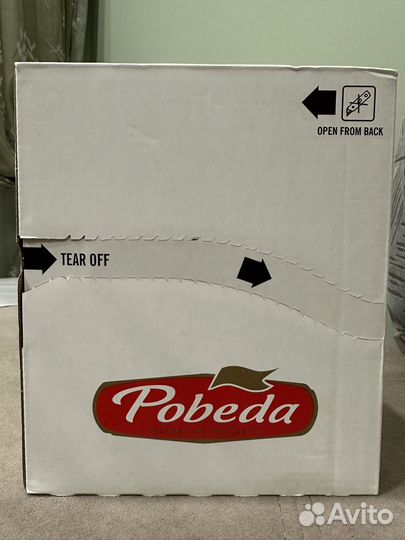 OPEN FROM BACK
TEAR OFF
Pobeda
Avito